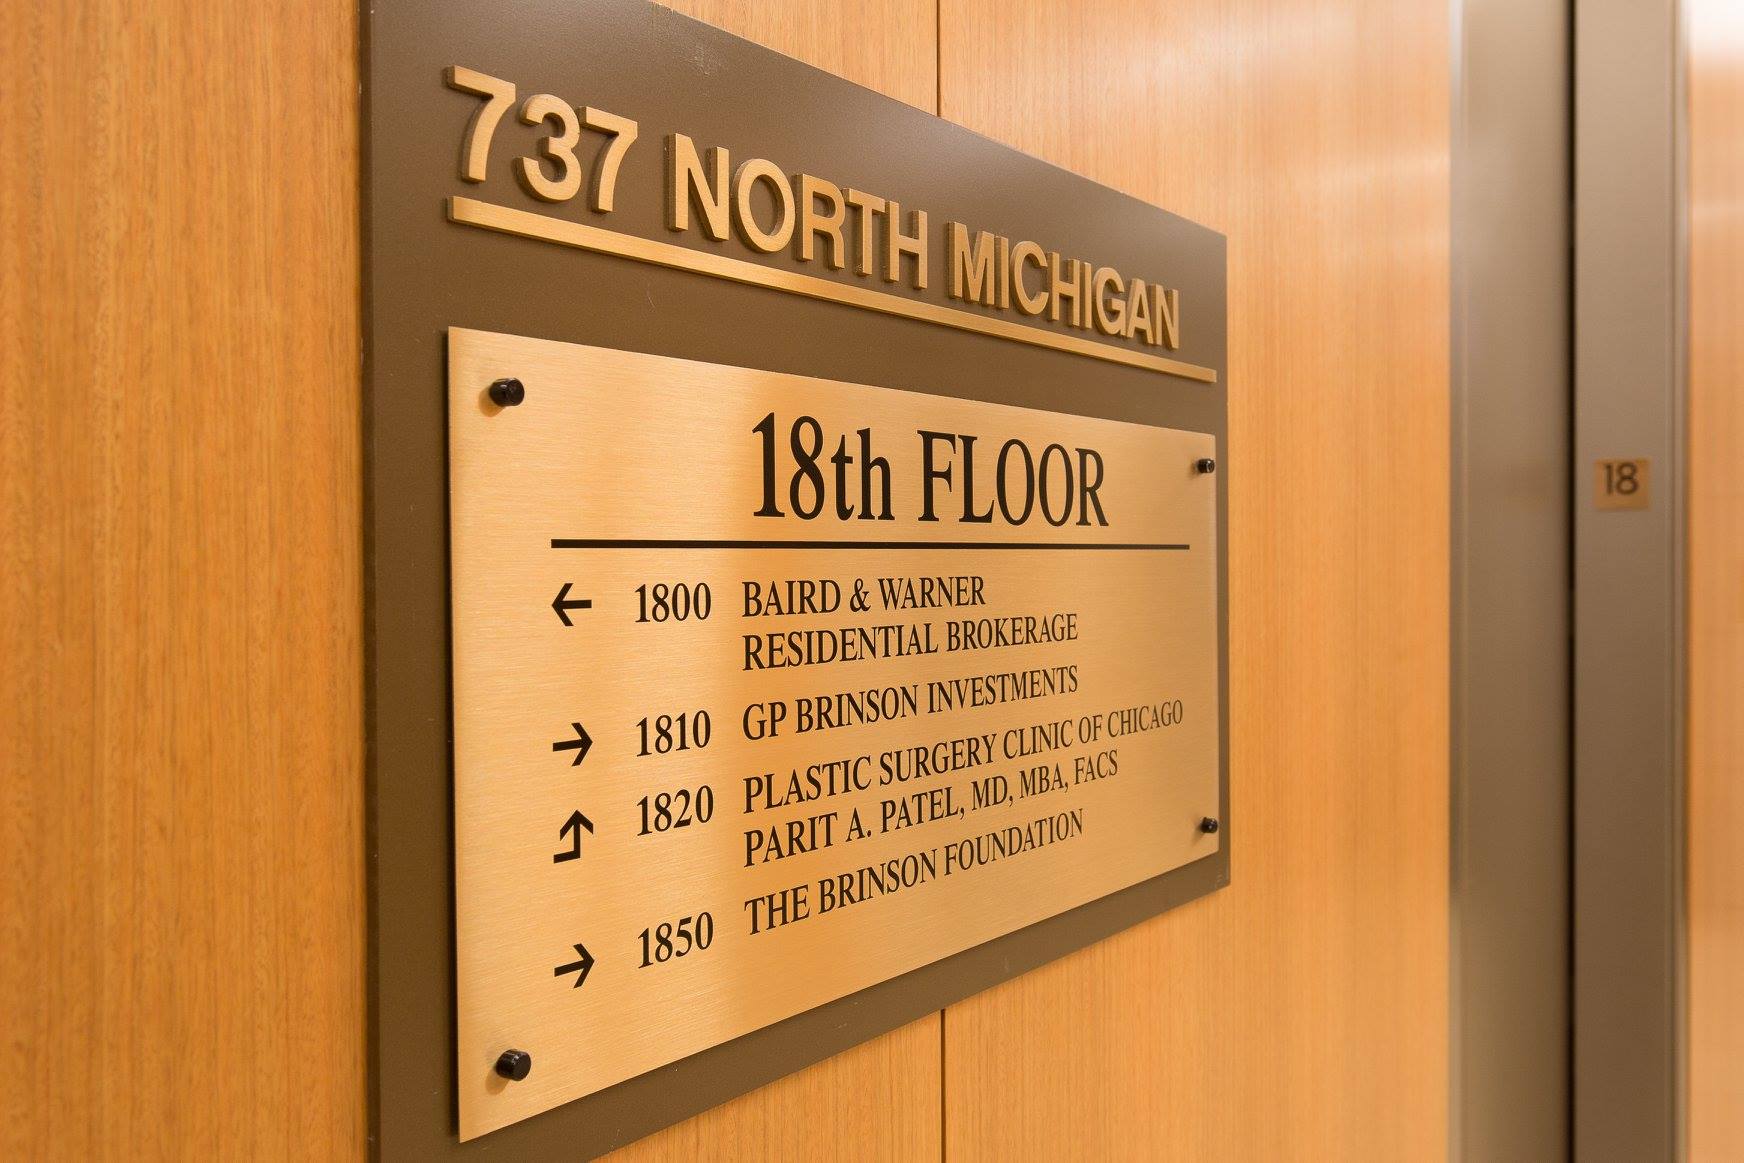 737 NORTH MICHIGAN
18th FLOOR
← 1800 BAIRD & WARNER
RESIDENTIAL BROKERAGE
→ 1810 GP BRINSON INVESTMENTS
↱ 1820 PLASTIC SURGERY CLINIC OF CHICAGO
PARIT A. PATEL, MD, MBA, FACS
→ 1850 THE BRINSON FOUNDATION
18